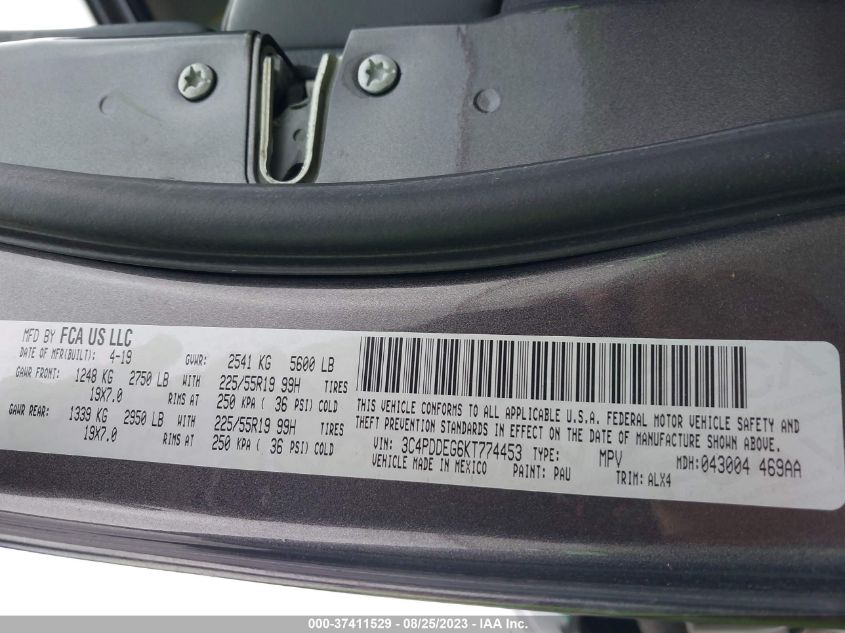 MFD BY FCA US LLC
DATE OF MFR(BUILT): 4-19 GVWR: 2541 KG 5600 LB
GAWR FRONT: 1248 KG 2750 LB WITH 225/55R19 99H TIRES
19X7.0 RIMS AT 250 KPA ( 36 PSI) COLD
GAWR REAR: 1339 KG 2950 LB WITH 225/55R19 99H TIRES
19X7.0 RIMS AT 250 KPA ( 36 PSI) COLD
THIS VEHICLE CONFORMS TO ALL APPLICABLE U.S.A. FEDERAL MOTOR VEHICLE SAFETY AND
THEFT PREVENTION STANDARDS IN EFFECT ON THE DATE OF MANUFACTURE SHOWN ABOVE.
VIN: 3C4PDDEG6KT774453 TYPE: MPV MDH:043004 469AA
VEHICLE MADE IN MEXICO PAINT: PAU TRIM: ALX4
000-37411529 - 08/25/2023 - IAA Inc.